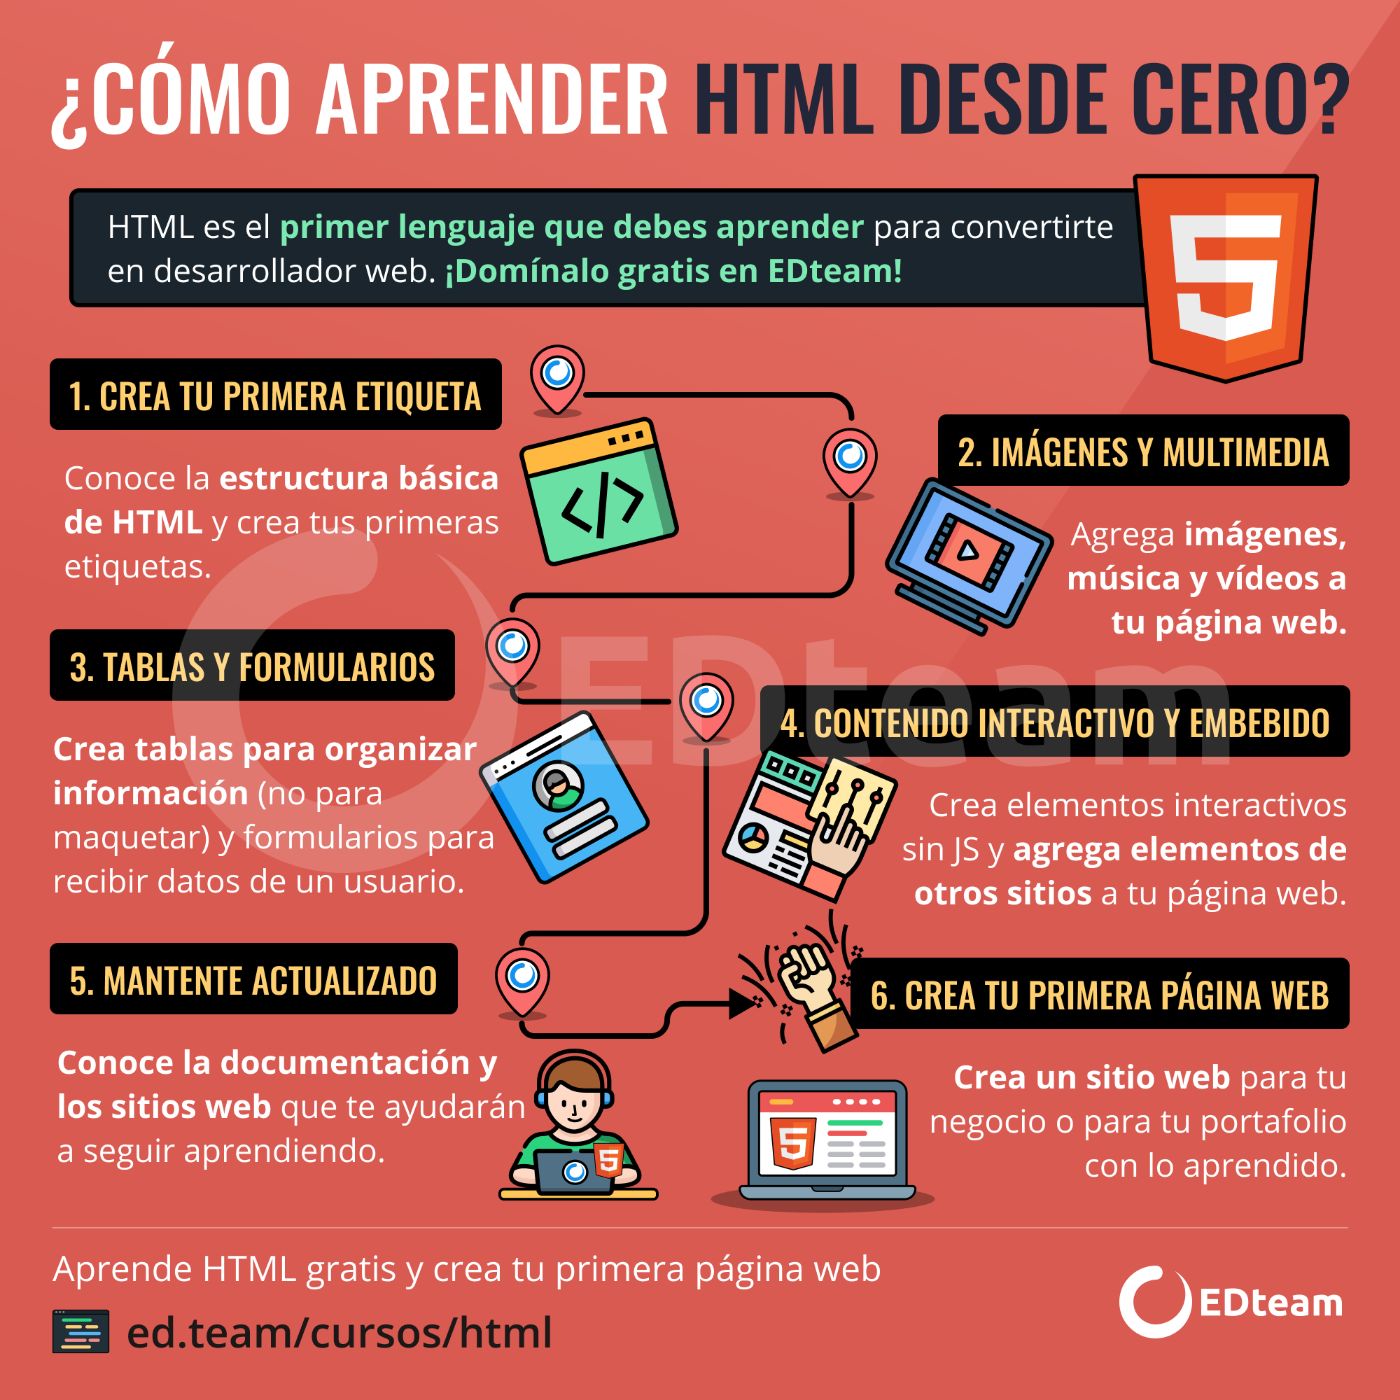 ¿CÓMO APRENDER HTML DESDE CERO?
HTML es el primer lenguaje que debes aprender para convertirte
en desarrollador web. ¡Domínalo gratis en EDteam!
1. CREA TU PRIMERA ETIQUETA
Conoce la estructura básica
de HTML y crea tus primeras
etiquetas.
2. IMÁGENES Y MULTIMEDIA
Agrega imágenes,
música y vídeos a
tu página web.
3. TABLAS Y FORMULARIOS
Crea tablas para organizar
información (no para
maquetar) y formularios para
recibir datos de un usuario.
4. CONTENIDO INTERACTIVO Y EMBEBIDO
Crea elementos interactivos
sin JS y agrega elementos de
otros sitios a tu página web.
5. MANTENTE ACTUALIZADO
Conoce la documentación y
los sitios web que te ayudarán
a seguir aprendiendo.
6. CREA TU PRIMERA PÁGINA WEB
Crea un sitio web para tu
negocio o para tu portafolio
con lo aprendido.
EDteam
Aprende HTML gratis y crea tu primera página web
ed.team/cursos/html
EDteam